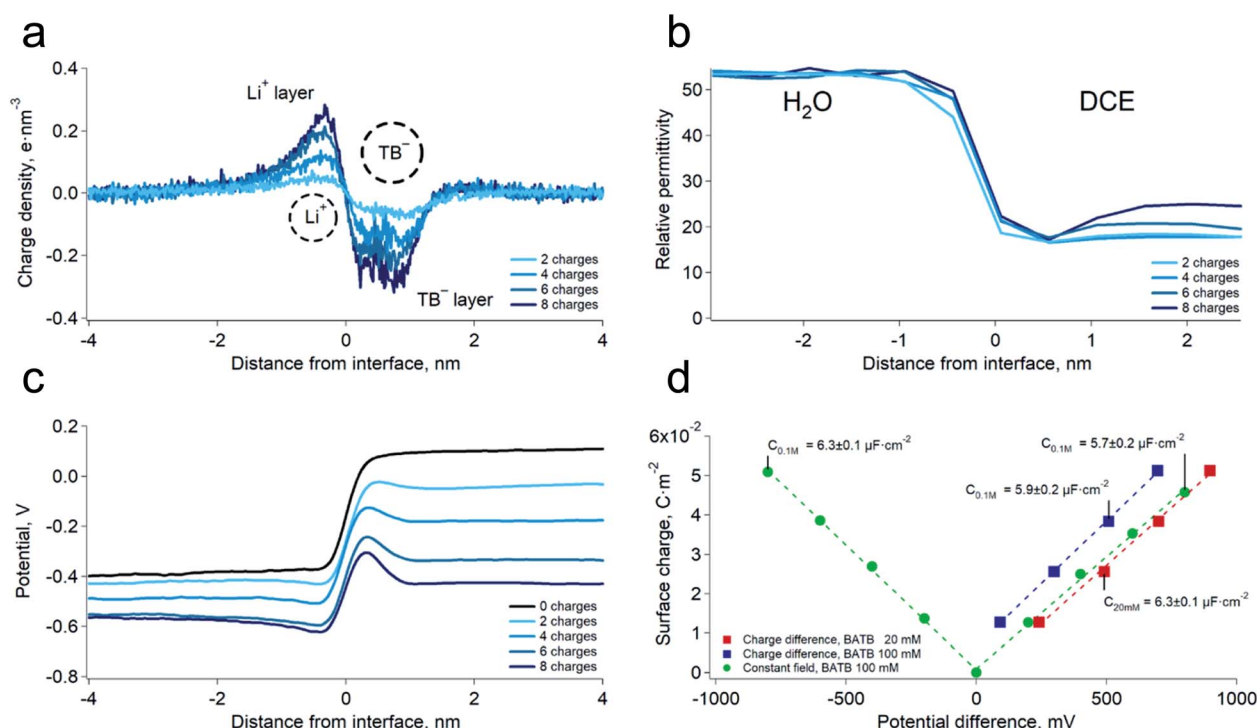 a
0.4
0.2
0.0
-0.2
-0.4
Charge density, e·nm⁻³
Li⁺ layer
TB⁻
Li⁺
TB⁻ layer
2 charges
4 charges
6 charges
8 charges
-4
-2
0
2
4
Distance from interface, nm
b
50
40
30
20
10
0
Relative permittivity
H₂O
DCE
2 charges
4 charges
6 charges
8 charges
-2
-1
0
1
2
Distance from interface, nm
c
0.2
0.0
-0.2
-0.4
-0.6
-0.8
Potential, V
0 charges
2 charges
4 charges
6 charges
8 charges
-4
-2
0
2
4
Distance from interface, nm
d
6x10⁻²
5
4
3
2
1
0
Surface charge, C·m⁻²
C₀.₁M = 6.3±0.1 µF·cm⁻²
C₀.₁M = 5.7±0.2 µF·cm⁻²
C₀.₁M = 5.9±0.2 µF·cm⁻²
C₂₀mM = 6.3±0.1 µF·cm⁻²
Charge difference, BATB 20 mM
Charge difference, BATB 100 mM
Constant field, BATB 100 mM
-1000
-500
0
500
1000
Potential difference, mV